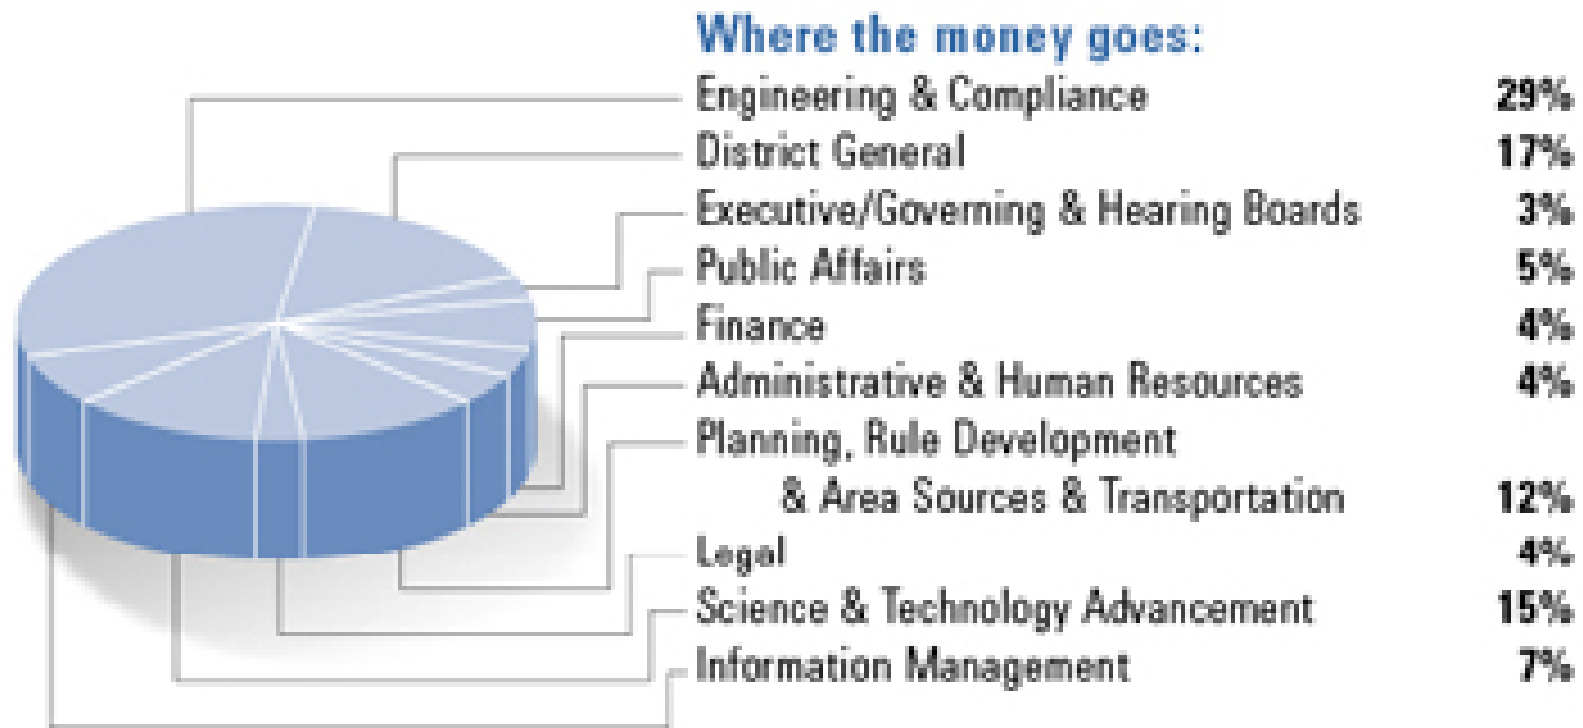 Where the money goes:
Engineering & Compliance 29%
District General 17%
Executive/Governing & Hearing Boards 3%
Public Affairs 5%
Finance 4%
Administrative & Human Resources 4%
Planning, Rule Development
& Area Sources & Transportation 12%
Legal 4%
Science & Technology Advancement 15%
Information Management 7%